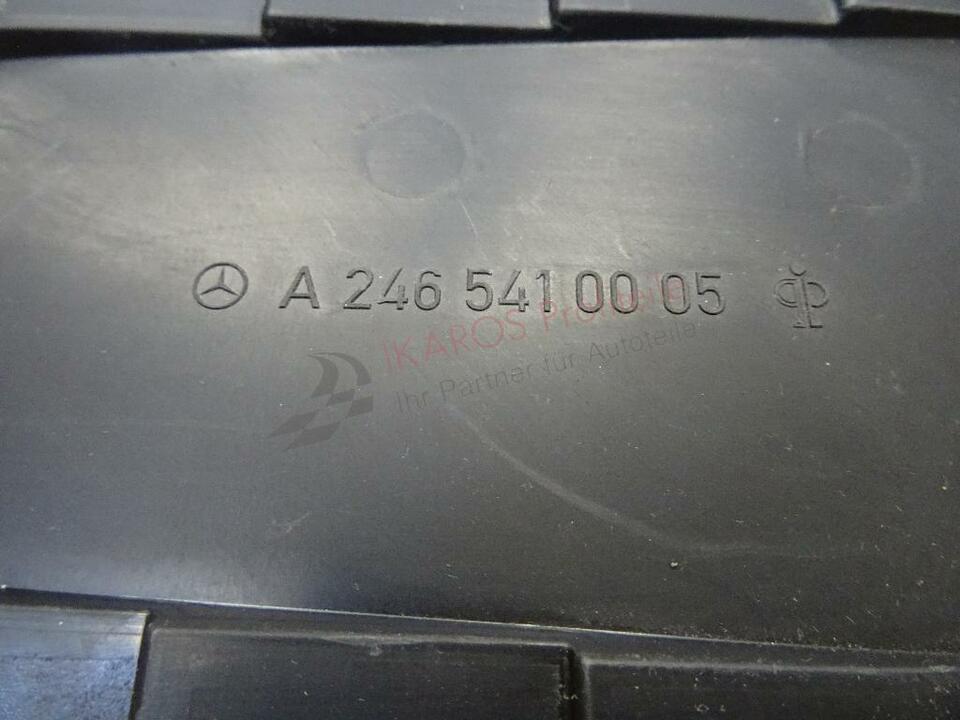 A 246 541 00 05
IKAROS Profiteile
Ihr Partner für Autoteile